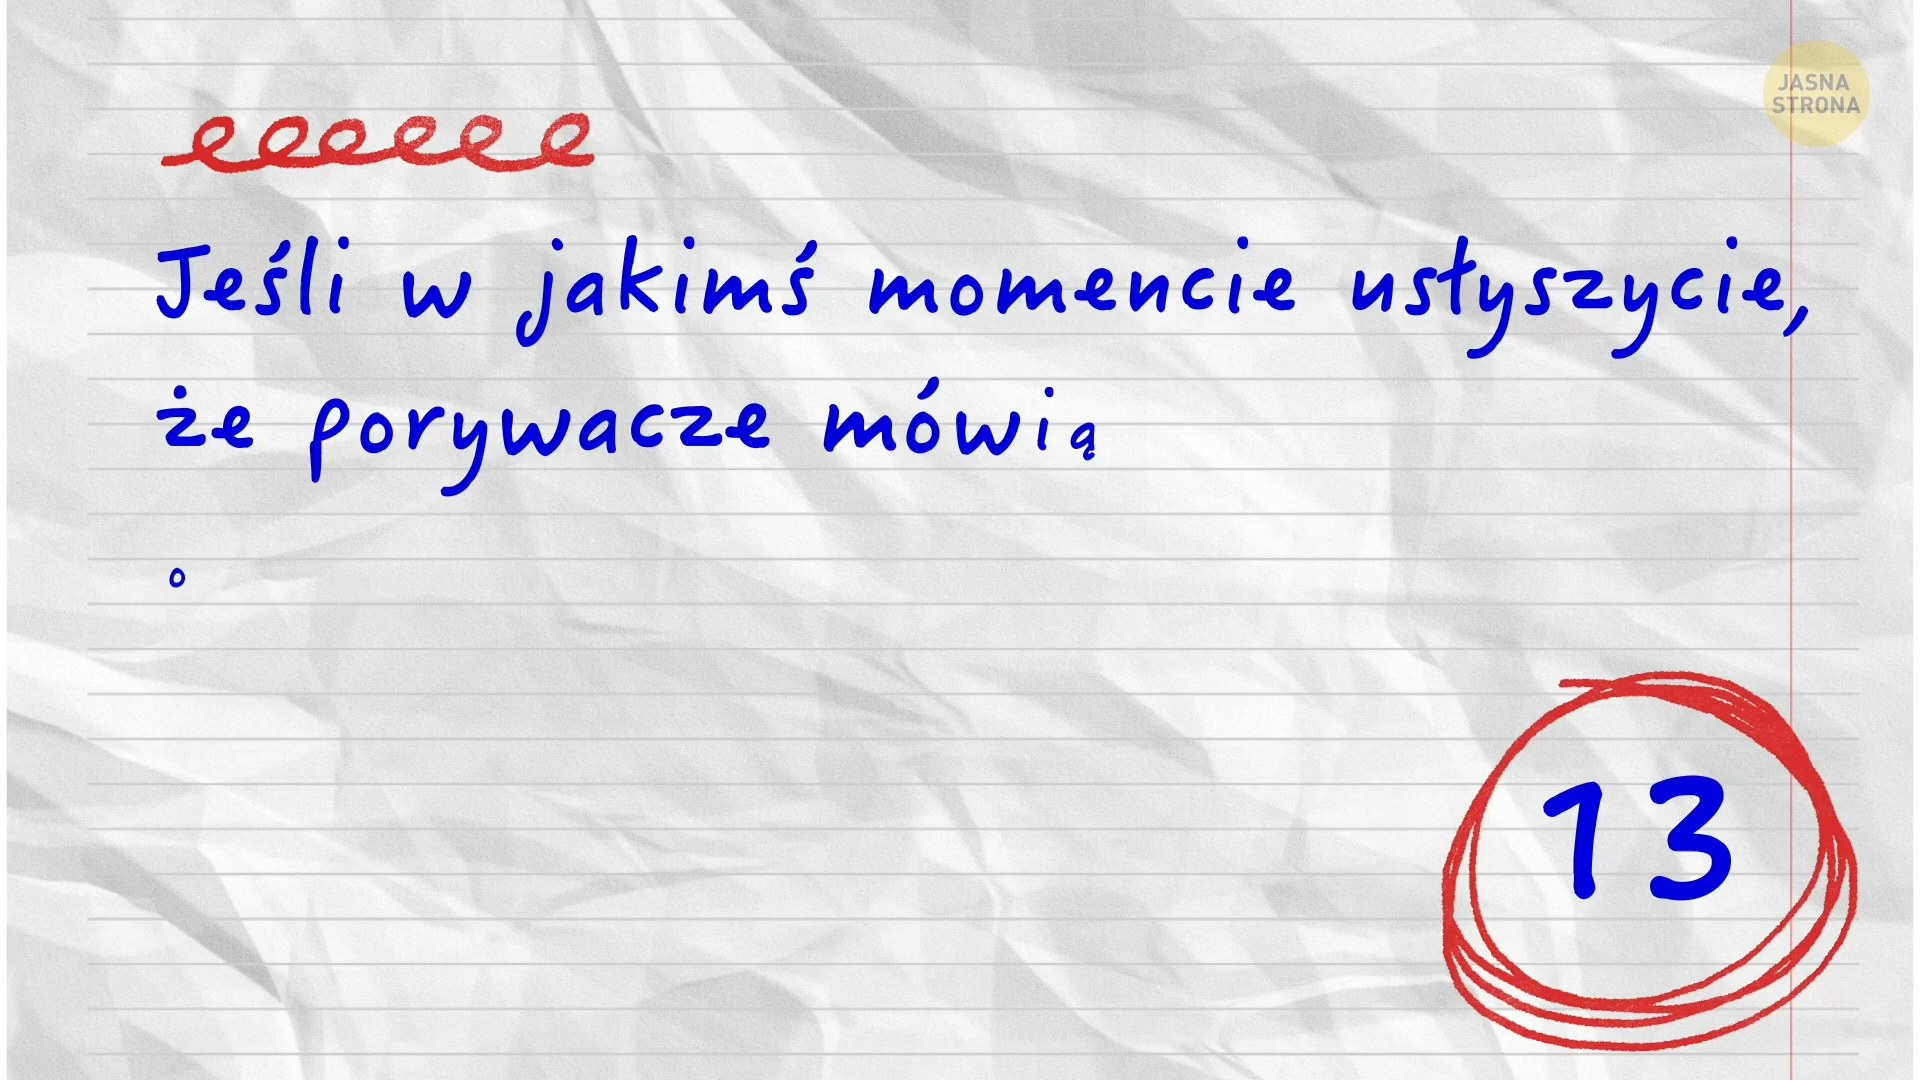 JASNA
STRONA
Jeśli w jakimś momencie usłyszycie,
że porywacze mówią
o
13